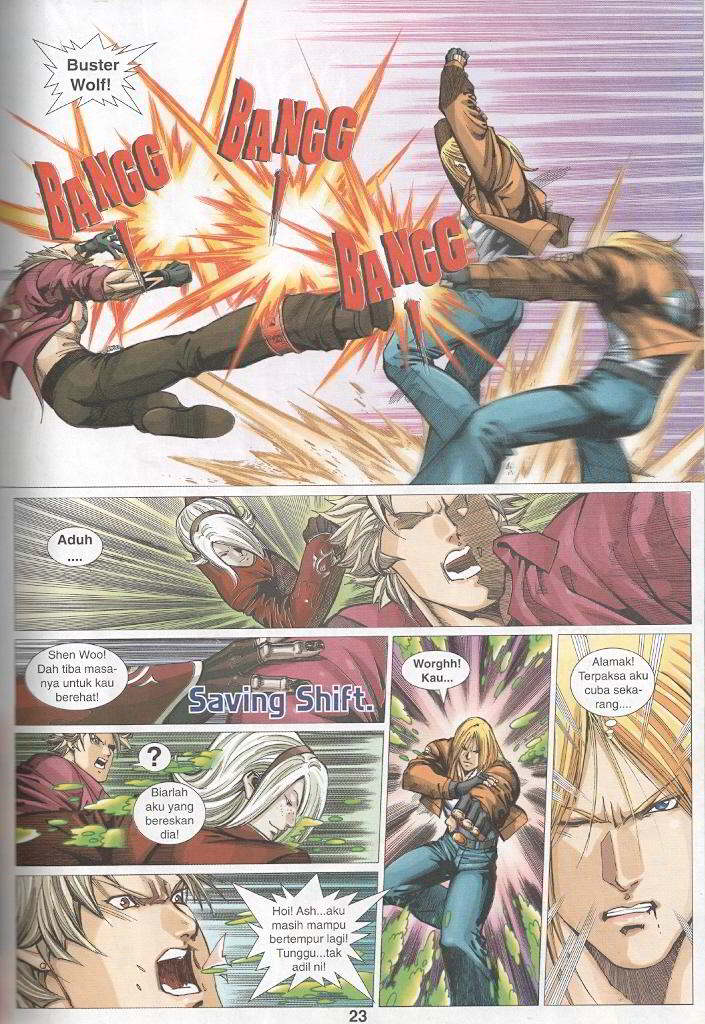 Buster
Wolf!
BANGG
BANGG
BANGG
Aduh
....
Shen Woo!
Dah tiba masa-
nya untuk kau
berehat!
Saving Shift.
Worghh!
Kau...
Alamak!
Terpaksa aku
cuba seka-
rang....
?
Biarlah
aku yang
bereskan
dia!
Hoi! Ash...aku
masih mampu
bertempur lagi!
Tunggu...tak
adil ni!
23